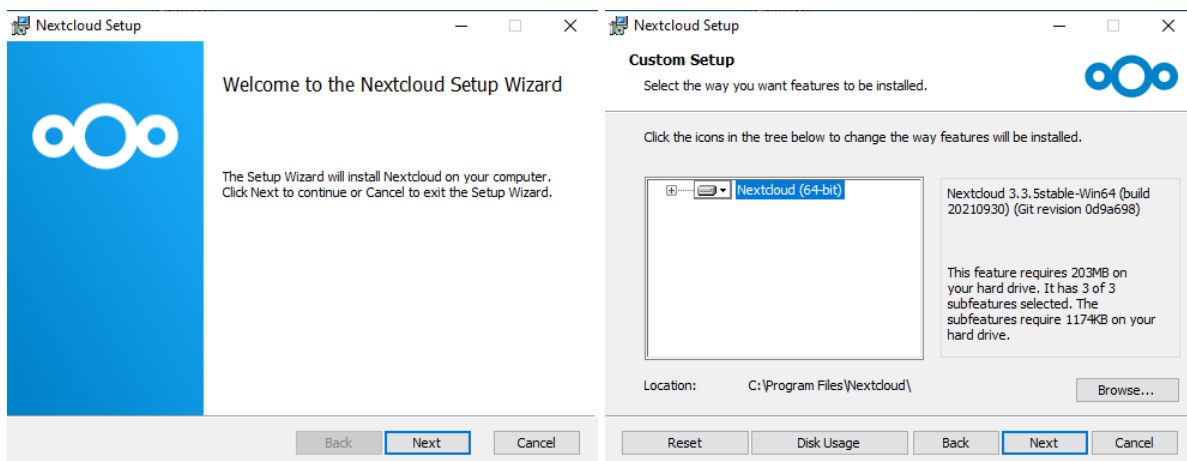 Nextcloud Setup
Welcome to the Nextcloud Setup Wizard
The Setup Wizard will install Nextcloud on your computer.
Click Next to continue or Cancel to exit the Setup Wizard.
Back
Next
Cancel
Nextcloud Setup
Custom Setup
Select the way you want features to be installed.
Click the icons in the tree below to change the way features will be installed.
Nextcloud (64-bit)
Nextcloud 3.3.5stable-Win64 (build
20210930) (Git revision 0d9a698)
This feature requires 203MB on
your hard drive. It has 3 of 3
subfeatures selected. The
subfeatures require 1174KB on your
hard drive.
Location: C:\Program Files\Nextcloud\
Browse...
Reset
Disk Usage
Back
Next
Cancel